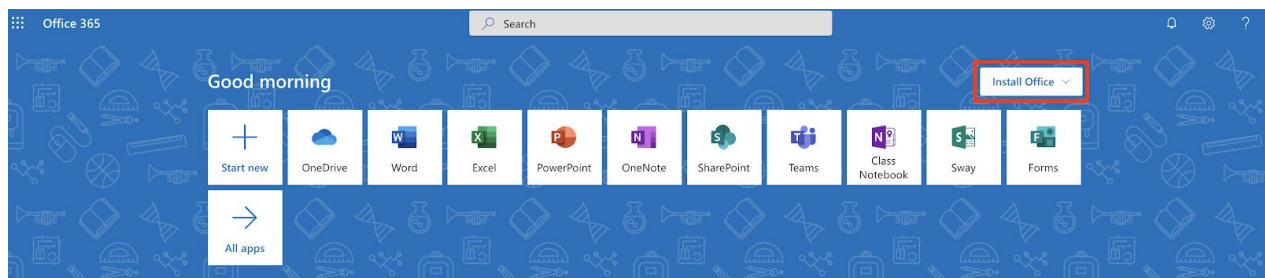 Office 365
Search
?
Good morning
Install Office
Start new
OneDrive
W
Word
X
Excel
P
PowerPoint
N
OneNote
S
SharePoint
T
Teams
N
Class
Notebook
S
Sway
F
Forms
All apps